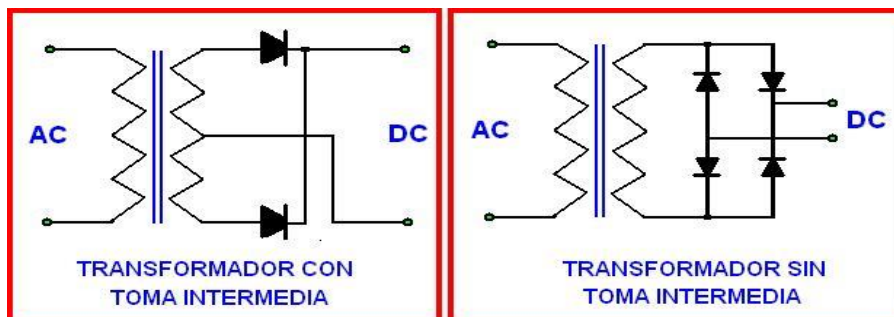 AC
DC
TRANSFORMADOR CON
TOMA INTERMEDIA
AC
DC
TRANSFORMADOR SIN
TOMA INTERMEDIA